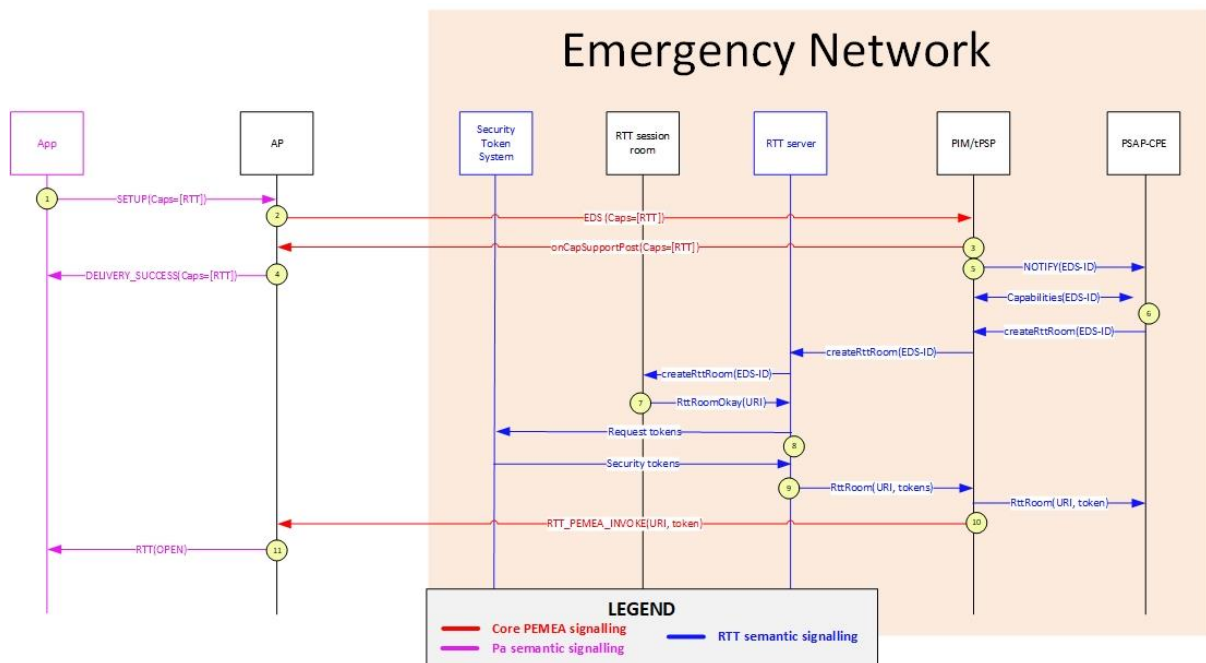 Emergency Network
App
AP
Security
Token
System
RTT session
room
RTT server
PIM/tPSP
PSAP-CPE
1
SETUP(Caps=[RTT])
2
EDS (Caps=[RTT])
onCapSupportPost(Caps=[RTT])
3
DELIVERY_SUCCESS(Caps=[RTT])
4
5
NOTIFY(EDS-ID)
Capabilities(EDS-ID)
6
createRttRoom(EDS-ID)
createRttRoom(EDS-ID)
createRttRoom(EDS-ID)
7
RttRoomOkay(URI)
Request tokens
8
Security tokens
9
RttRoom(URI, tokens)
RttRoom(URI, token)
RTT_PEMEA_INVOKE(URI, token)
10
RTT(OPEN)
11
LEGEND
Core PEMEA signalling
RTT semantic signalling
Pa semantic signalling